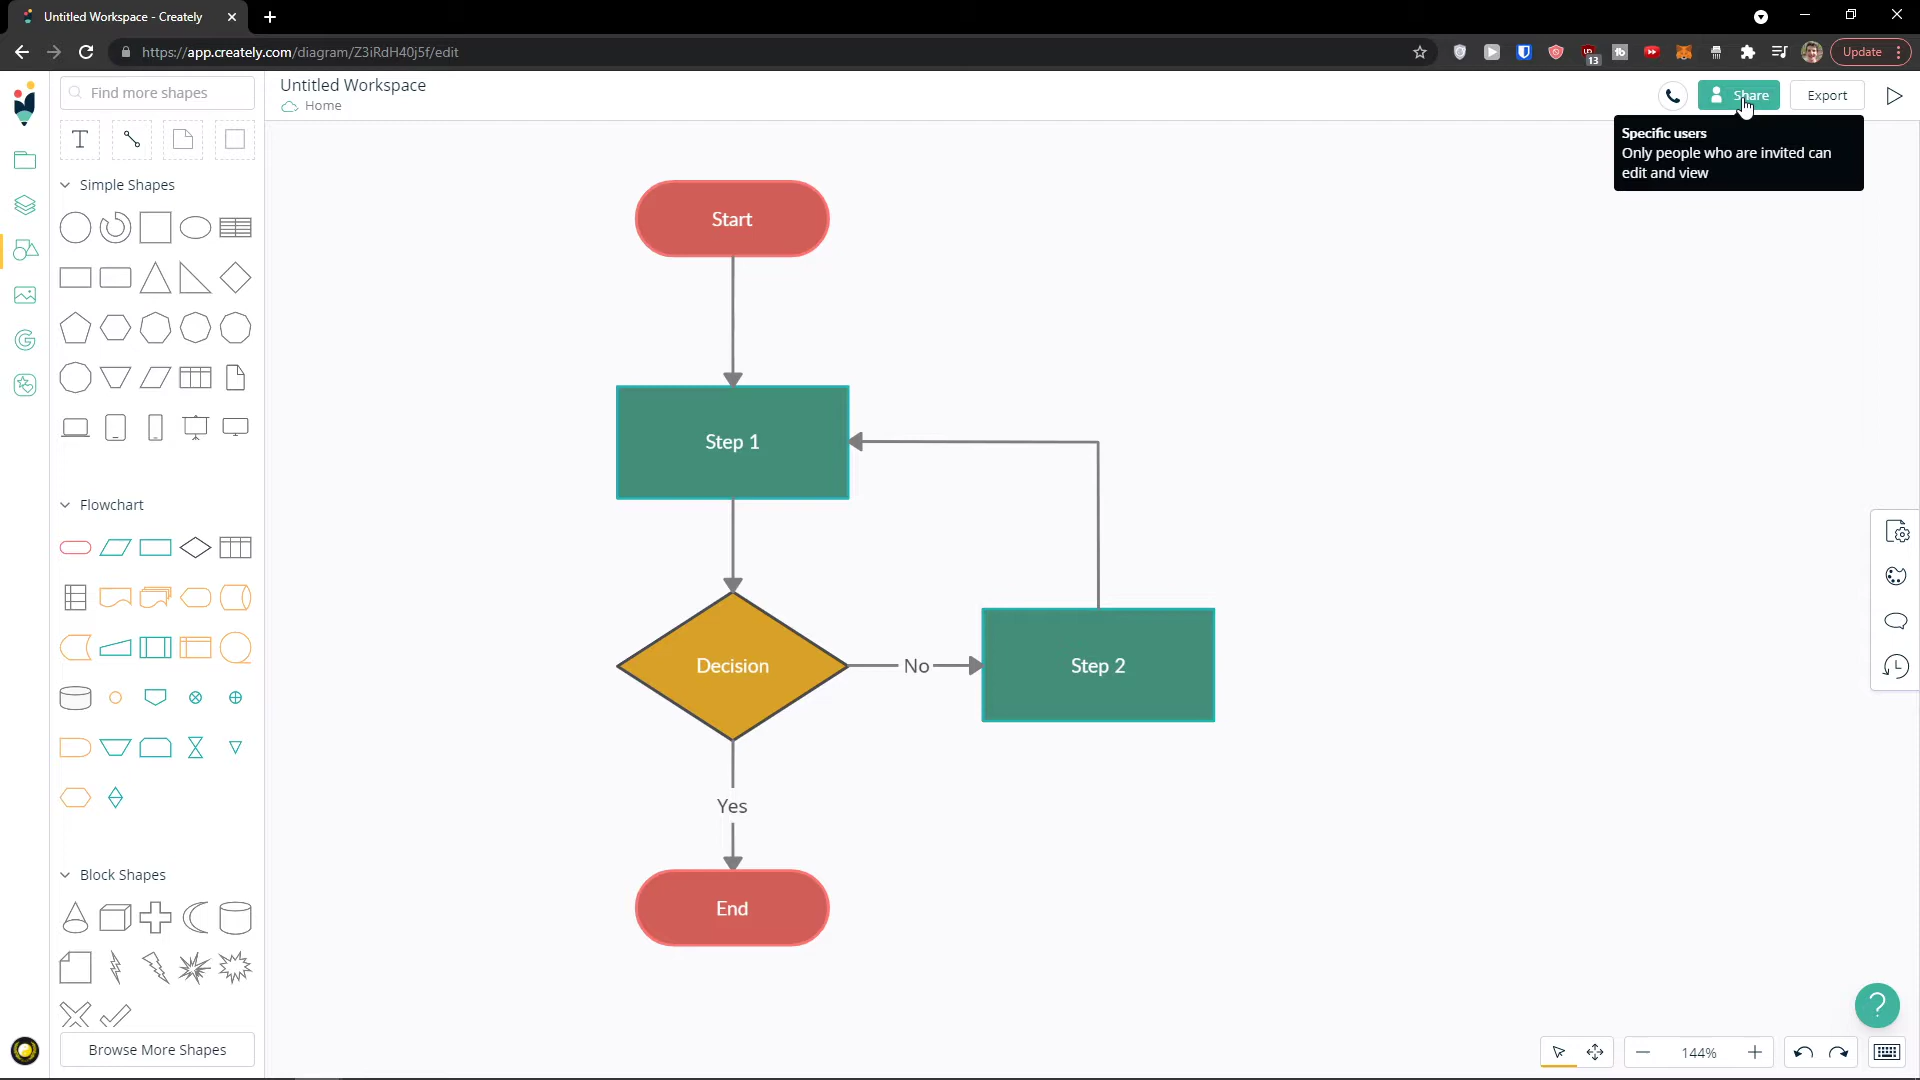 Untitled Workspace - Creately
https://app.creately.com/diagram/Z3iRdH40j5f/edit
13
Update
Find more shapes
Untitled Workspace
Home
Share
Export
Specific users
Only people who are invited can
edit and view
T
Simple Shapes
Flowchart
Block Shapes
Browse More Shapes
Start
Step 1
Decision
No
Step 2
Yes
End
?
144%